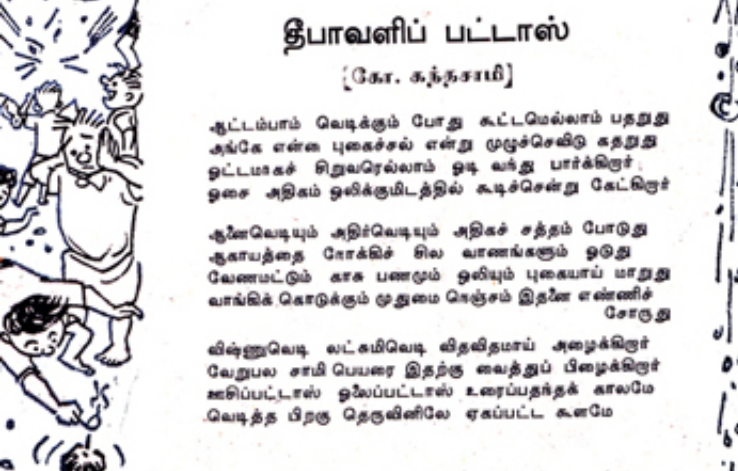 தீபாவளிப் பட்டாஸ்
[கோ. கந்தசாமி]
ஆட்டம்பாம் வெடிக்கும் போது கூட்டமெல்லாம் பதறுது
அங்கே என்ன புகைச்சல் என்று முழுச்செவிடு கதறுது
ஓட்டமாகச் சிறுவரெல்லாம் ஓடி வந்து பார்க்கிறார்
ஓசை அதிகம் ஒலிக்குமிடத்தில் கூடிச்சென்று கேட்கிறார்
ஆனைவெடியும் அதிர்வெடியும் அதிகச் சத்தம் போடுது
ஆகாயத்தை நோக்கிச் சில வாணங்களும் ஓடுது
வேணமட்டும் காசு பணமும் ஒலியும் புகையாய் மாறுது
வாங்கிக் கொடுக்கும் முதுமை நெஞ்சம் இதனை எண்ணிச்
சோருது
விஷ்ணுவெடி லட்சுமிவெடி விதவிதமாய் அழைக்கிறார்
வேறுபல சாமி பெயரை இதற்கு வைத்துப் பிழைக்கிறார்
ஊசிப்பட்டாஸ் ஓலைப்பட்டாஸ் உரைப்பதந்தக் காலமே
வெடித்த பிறகு தெருவினிலே ஏகப்பட்ட கூளமே